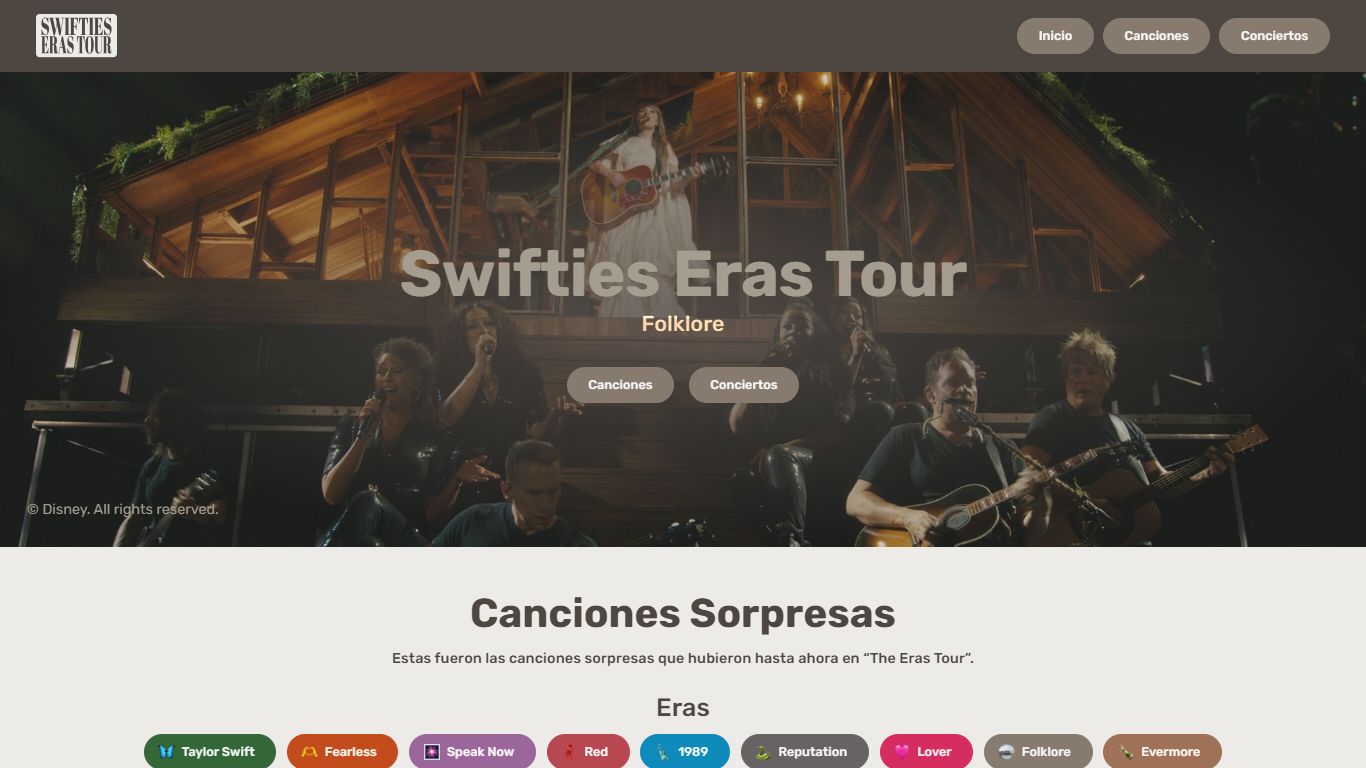 SWIFTIES
ERAS TOUR
Inicio
Canciones
Conciertos
Swifties Eras Tour
Folklore
Canciones
Conciertos
© Disney. All rights reserved.
Canciones Sorpresas
Estas fueron las canciones sorpresas que hubieron hasta ahora en “The Eras Tour”.
Eras
Taylor Swift
Fearless
Speak Now
Red
1989
Reputation
Lover
Folklore
Evermore